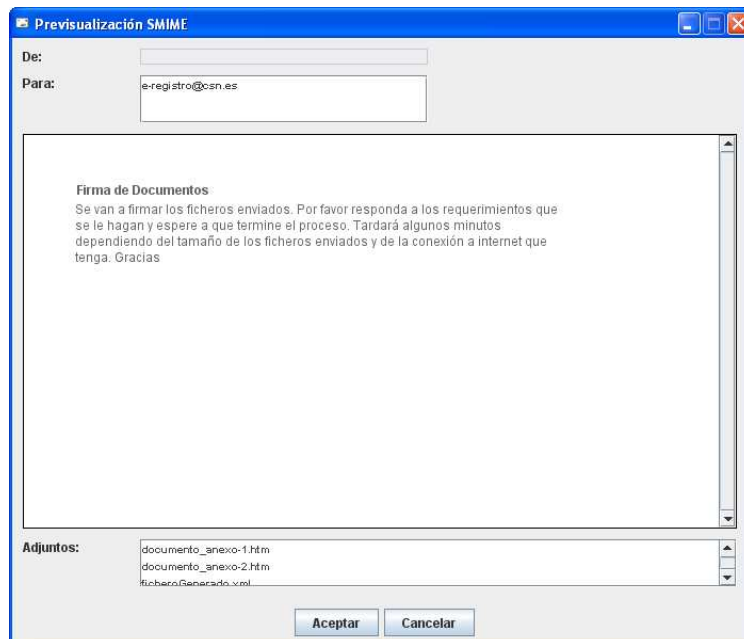 Previsualización SMIME
De:
Para:
e-registro@csn.es
Firma de Documentos
Se van a firmar los ficheros enviados. Por favor responda a los requerimientos que
se le hagan y espere a que termine el proceso. Tardará algunos minutos
dependiendo del tamaño de los ficheros enviados y de la conexión a internet que
tenga. Gracias
Adjuntos:
documento_anexo-1.htm
documento_anexo-2.htm
ficheroGenerado.xml
Aceptar
Cancelar